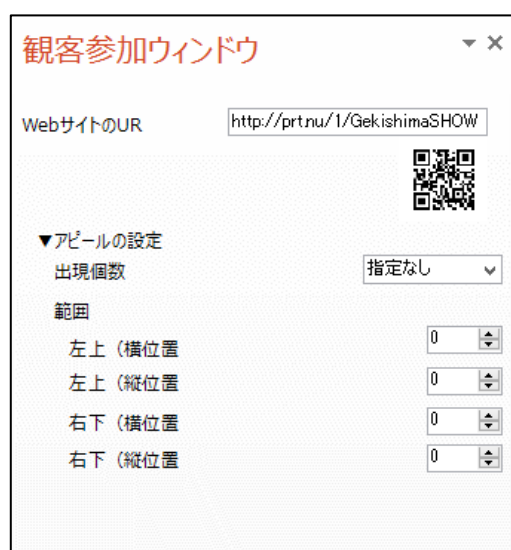 観客参加ウィンドウ
WebサイトのUR http://prt.nu/1/GekishimaSHOW
▼アピールの設定
出現個数 指定なし
範囲
左上（横位置 0
左上（縦位置 0
右下（横位置 0
右下（縦位置 0